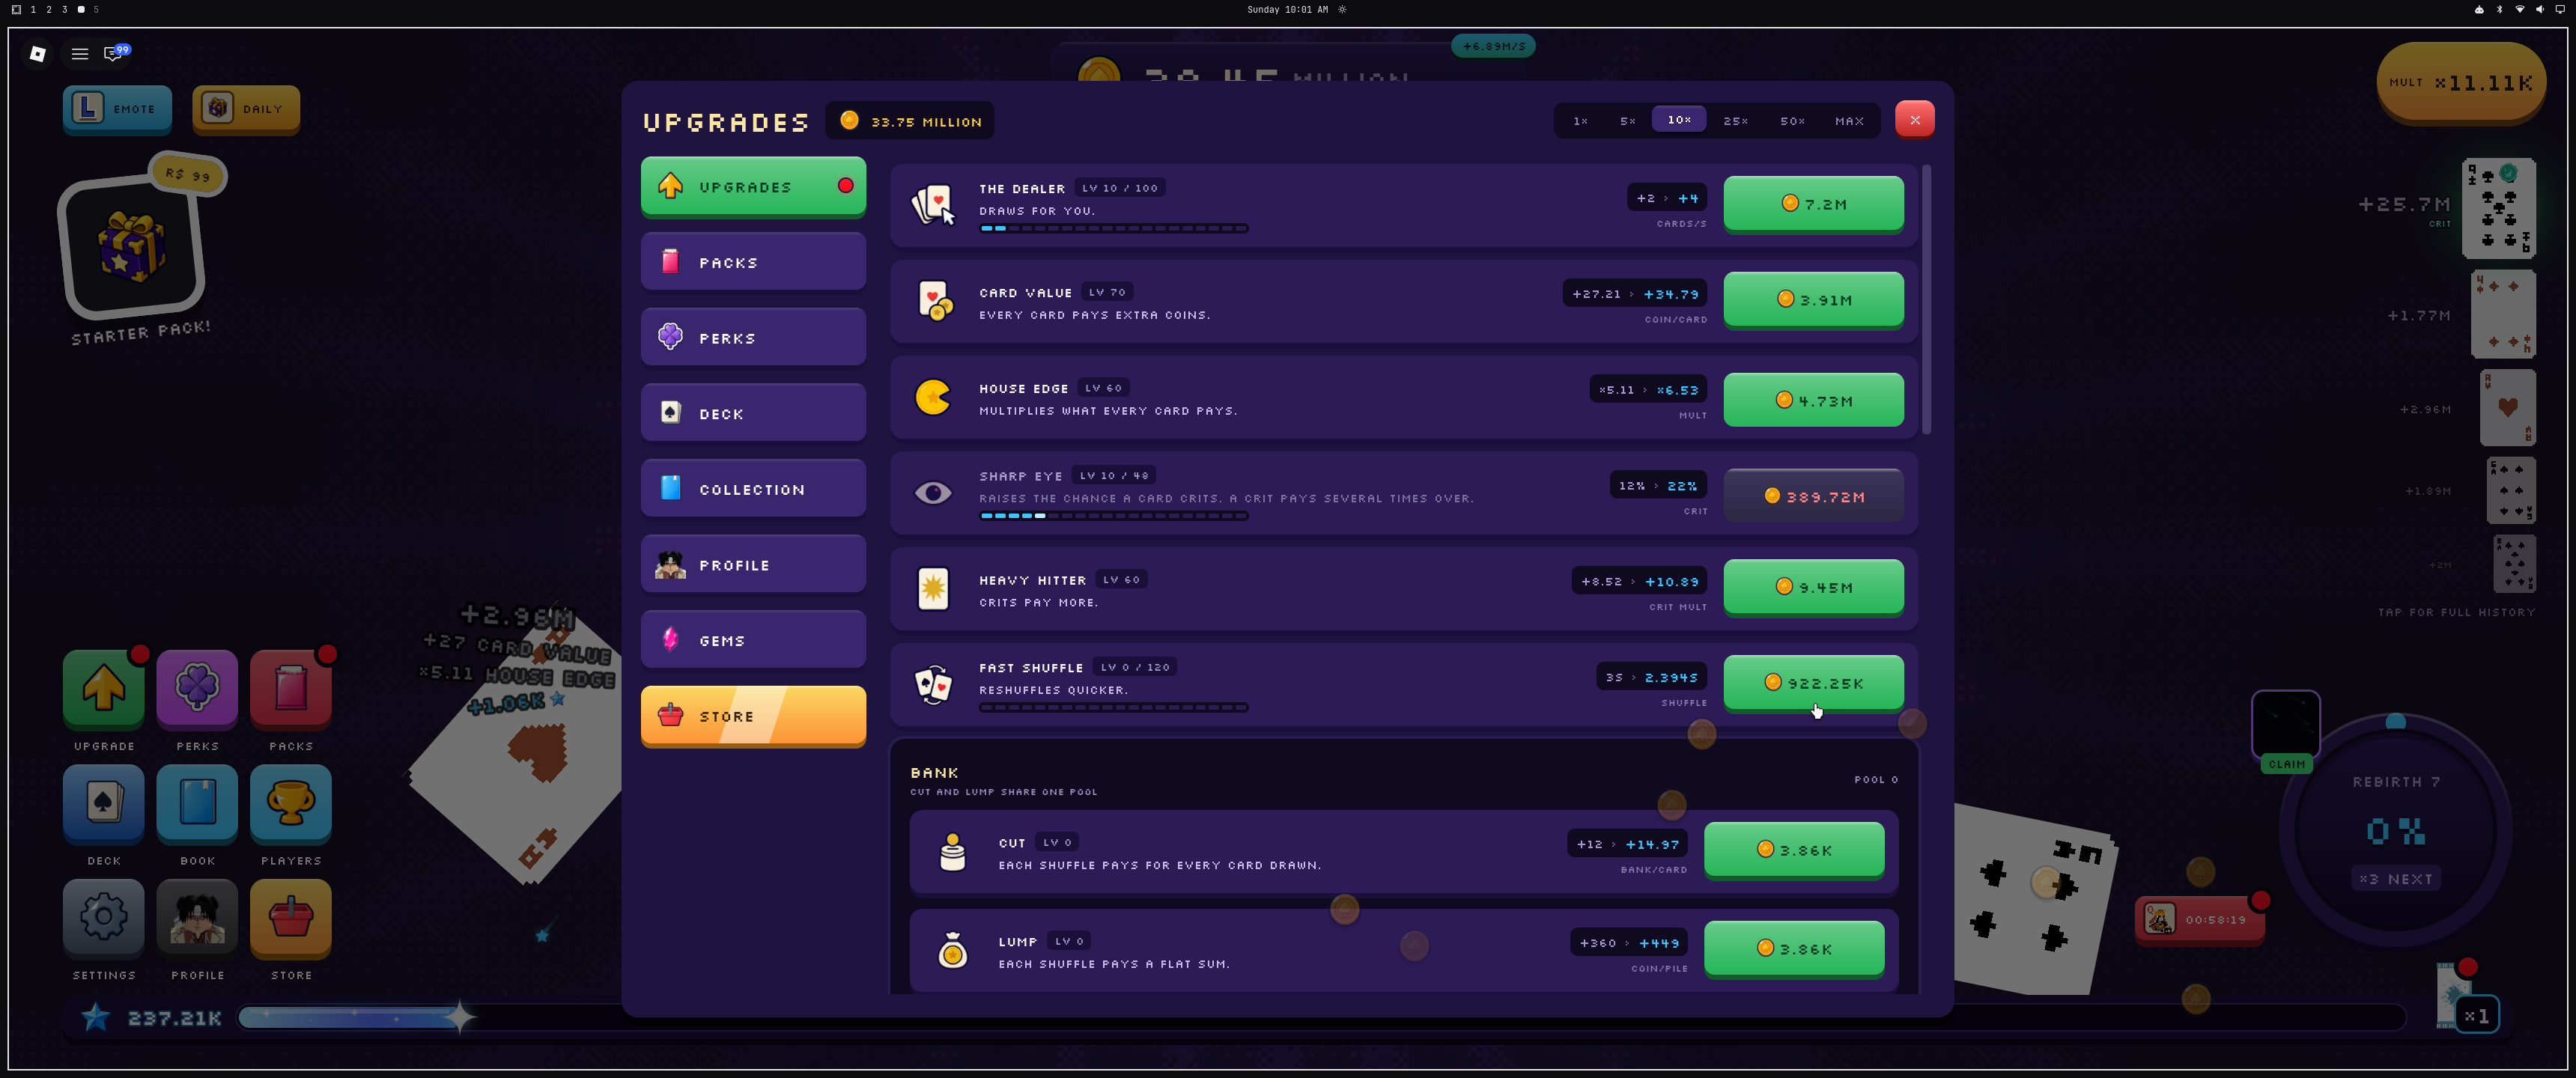 1 2 3 5
Sunday 10:01 AM
99
+6.89M/S
MILLION
MULT ×11.11K
EMOTE
DAILY
R$ 99
STARTER PACK!
UPGRADES
33.75 MILLION
1×
5×
10×
25×
50×
MAX
X
UPGRADES
PACKS
PERKS
DECK
COLLECTION
PROFILE
GEMS
STORE
THE DEALER
LV 10 / 100
DRAWS FOR YOU.
+2 > +4
CARDS/S
7.2M
CARD VALUE
LV 70
EVERY CARD PAYS EXTRA COINS.
+27.21 > +34.79
COIN/CARD
3.91M
HOUSE EDGE
LV 60
MULTIPLIES WHAT EVERY CARD PAYS.
×5.11 > ×6.53
MULT
4.73M
SHARP EYE
LV 10 / 48
RAISES THE CHANCE A CARD CRITS. A CRIT PAYS SEVERAL TIMES OVER.
12% > 22%
CRIT
389.72M
HEAVY HITTER
LV 60
CRITS PAY MORE.
+8.52 > +10.89
CRIT MULT
9.45M
FAST SHUFFLE
LV 0 / 120
RESHUFFLES QUICKER.
3S > 2.394S
SHUFFLE
922.25K
BANK
CUT AND LUMP SHARE ONE POOL
POOL 0
CUT
LV 0
EACH SHUFFLE PAYS FOR EVERY CARD DRAWN.
+12 > +14.97
BANK/CARD
3.86K
LUMP
LV 0
EACH SHUFFLE PAYS A FLAT SUM.
+360 > +449
COIN/PILE
3.86K
+2.96M
+27 CARD VALUE
×5.11 HOUSE EDGE
+1.06K
UPGRADE
PERKS
PACKS
DECK
BOOK
PLAYERS
SETTINGS
PROFILE
STORE
237.21K
+25.7M
CRIT
+1.77M
+2.96M
+1.89M
+2M
TAP FOR FULL HISTORY
CLAIM
REBIRTH 7
0%
×3 NEXT
00:58:19
×1